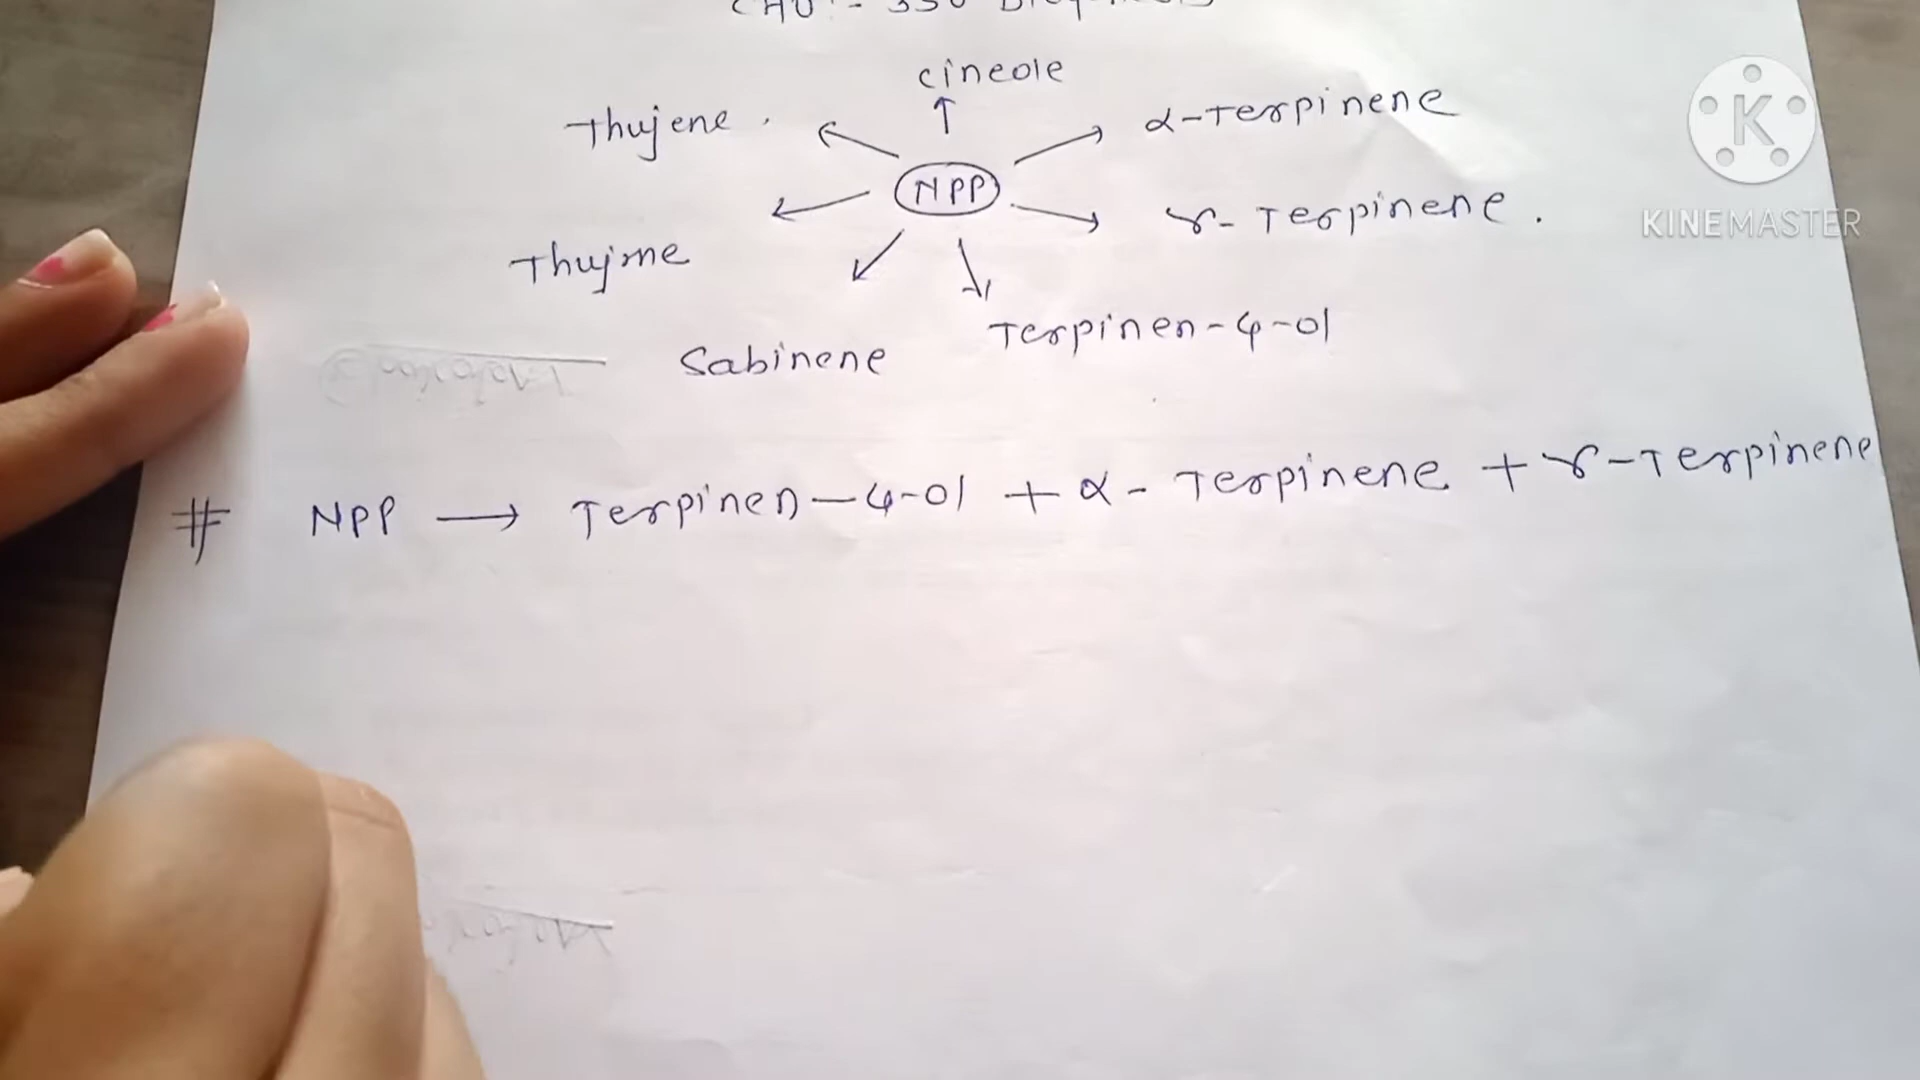 cineole
Thujene .
α-Terpinene
NPP
γ-Terpinene .
Thujone
Terpinen-4-ol
Sabinene
# NPP → Terpinen-4-ol + α-Terpinene + γ-Terpinene
K
KINEMASTER